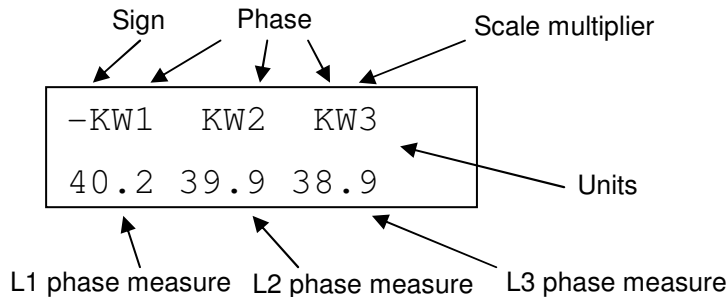 Sign Phase Scale multiplier
−KW1 KW2 KW3
40.2 39.9 38.9
Units
L1 phase measure L2 phase measure L3 phase measure